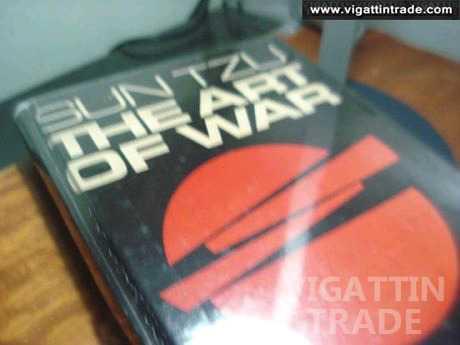 www.vigattintrade.com
SUN TZU
THE ART
OF WAR
VIGATTIN
TRADE